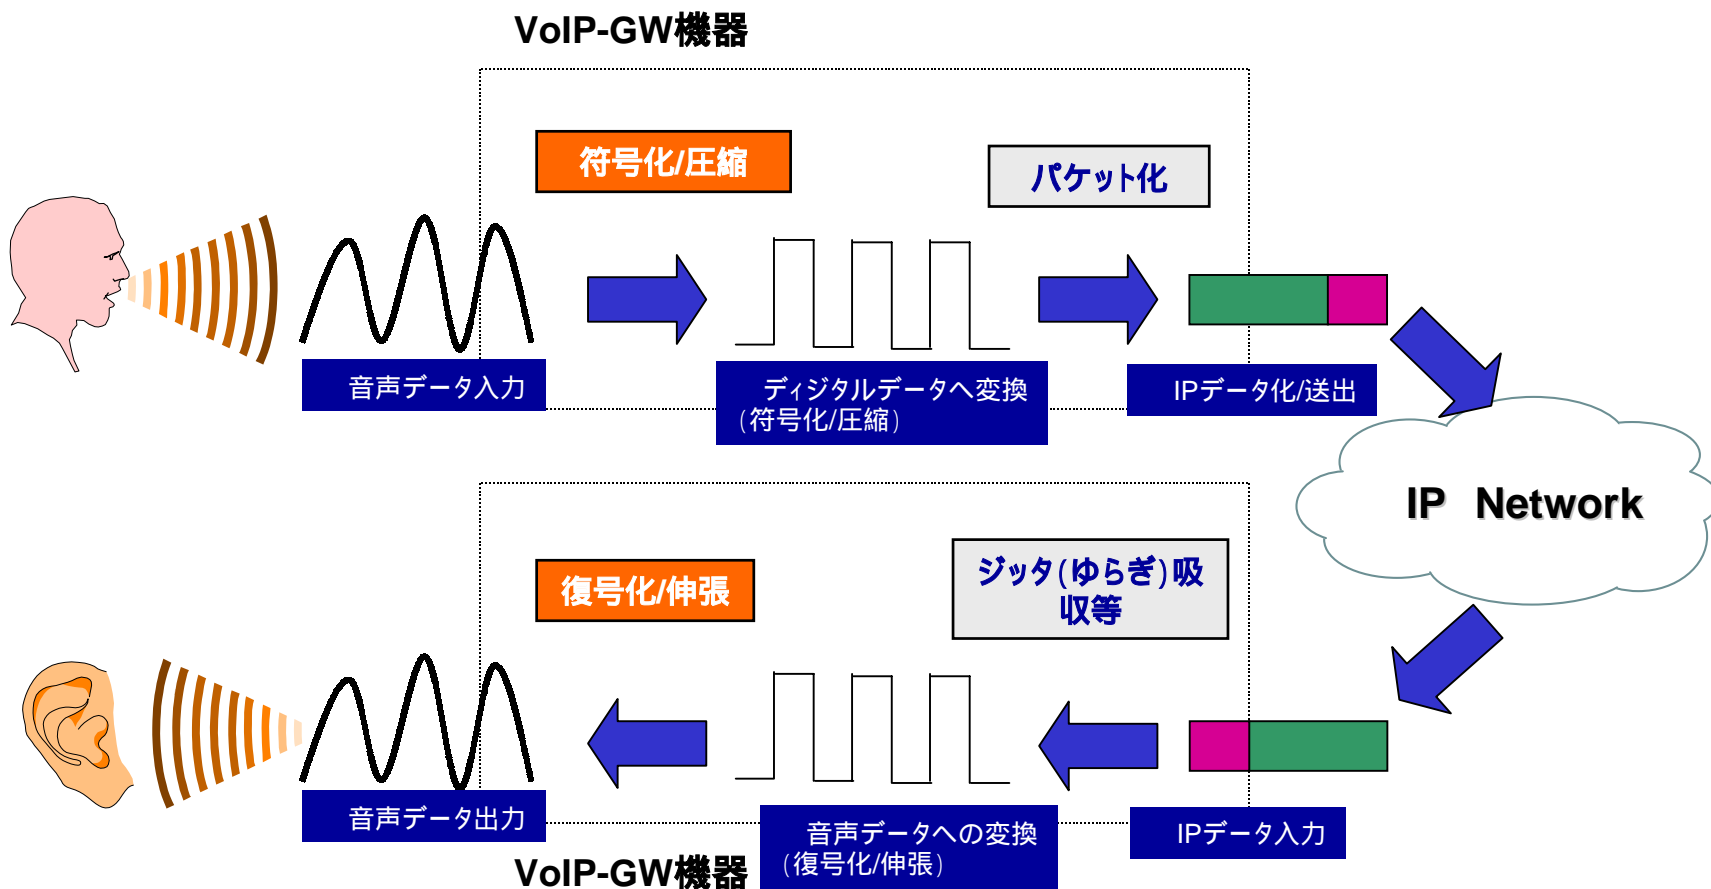 VoIP-GW機器
符号化/圧縮
パケット化
音声データ入力
ディジタルデータへ変換
(符号化/圧縮)
IPデータ化/送出
IP Network
復号化/伸張
ジッタ(ゆらぎ)吸
収等
音声データ出力
音声データへの変換
(復号化/伸張)
IPデータ入力
VoIP-GW機器